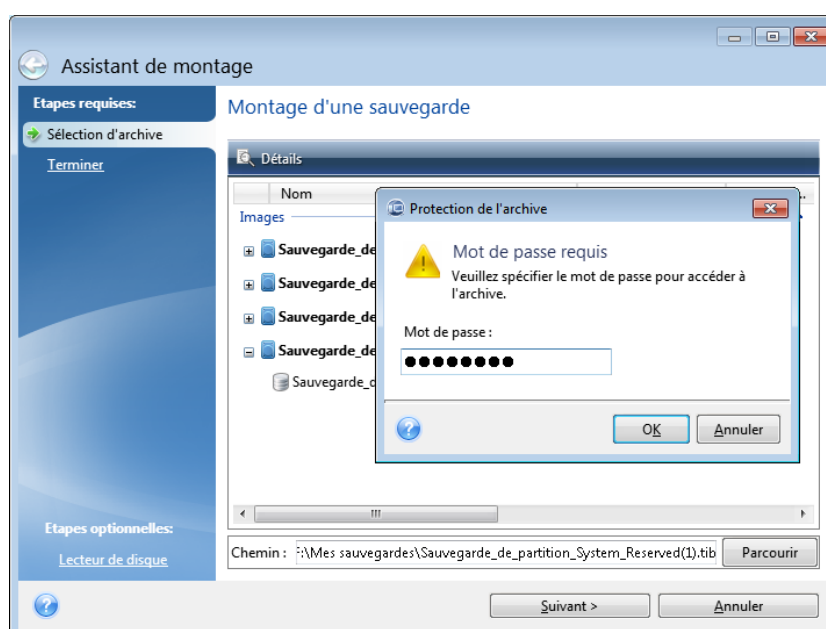 Assistant de montage
Etapes requises:
Sélection d'archive
Terminer
Montage d'une sauvegarde
Détails
Nom
Images
Sauvegarde_de
Sauvegarde_de
Sauvegarde_de
Sauvegarde_de
Sauvegarde_d
Protection de l'archive
Mot de passe requis
Veuillez spécifier le mot de passe pour accéder à
l'archive.
Mot de passe :
OK
Annuler
Etapes optionnelles:
Lecteur de disque
Chemin : F:\Mes sauvegardes\Sauvegarde_de_partition_System_Reserved(1).tib
Parcourir
Suivant >
Annuler